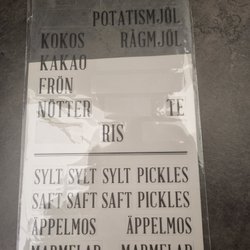 POTATISMJÖL
KOKOS RÅGMJÖL
KAKAO
FRÖN
NÖTTER TE
RIS
SYLT SYLT SYLT PICKLES
SAFT SAFT SAFT PICKLES
ÄPPELMOS ÄPPELMOS
MARMELAD MARMELAD